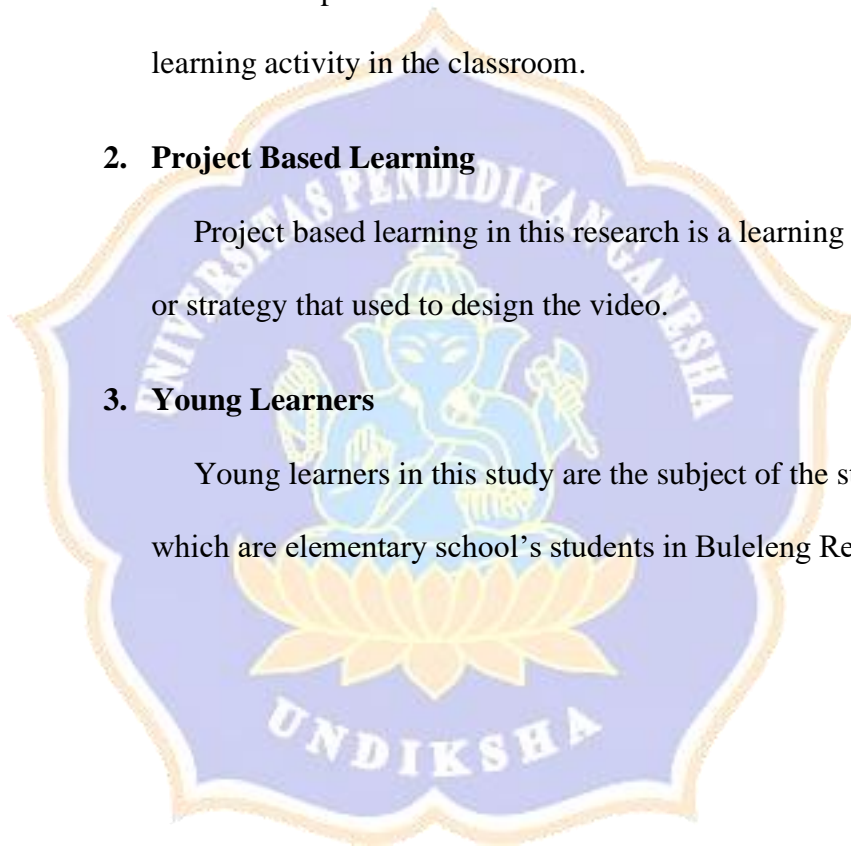 learning activity in the classroom.
2. Project Based Learning
Project based learning in this research is a learning
or strategy that used to design the video.
3. Young Learners
Young learners in this study are the subject of the
which are elementary school's students in Buleleng
UNIVERSITAS PENDIDIKAN GANESHA
UNDIKSHA